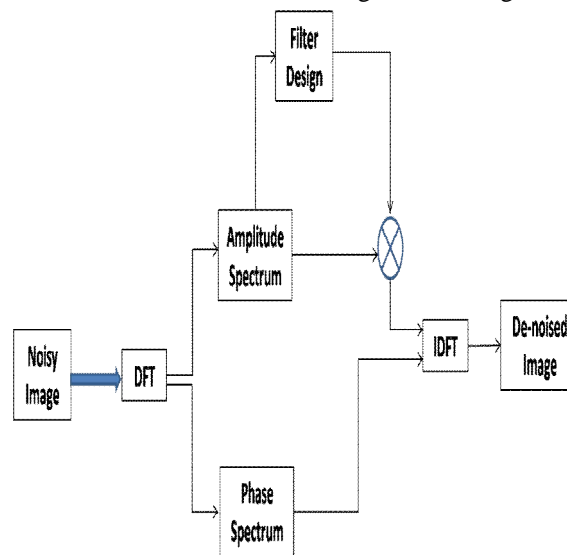 Filter
Design
Amplitude
Spectrum
Noisy
Image
DFT
IDFT
De-noised
Image
Phase
Spectrum